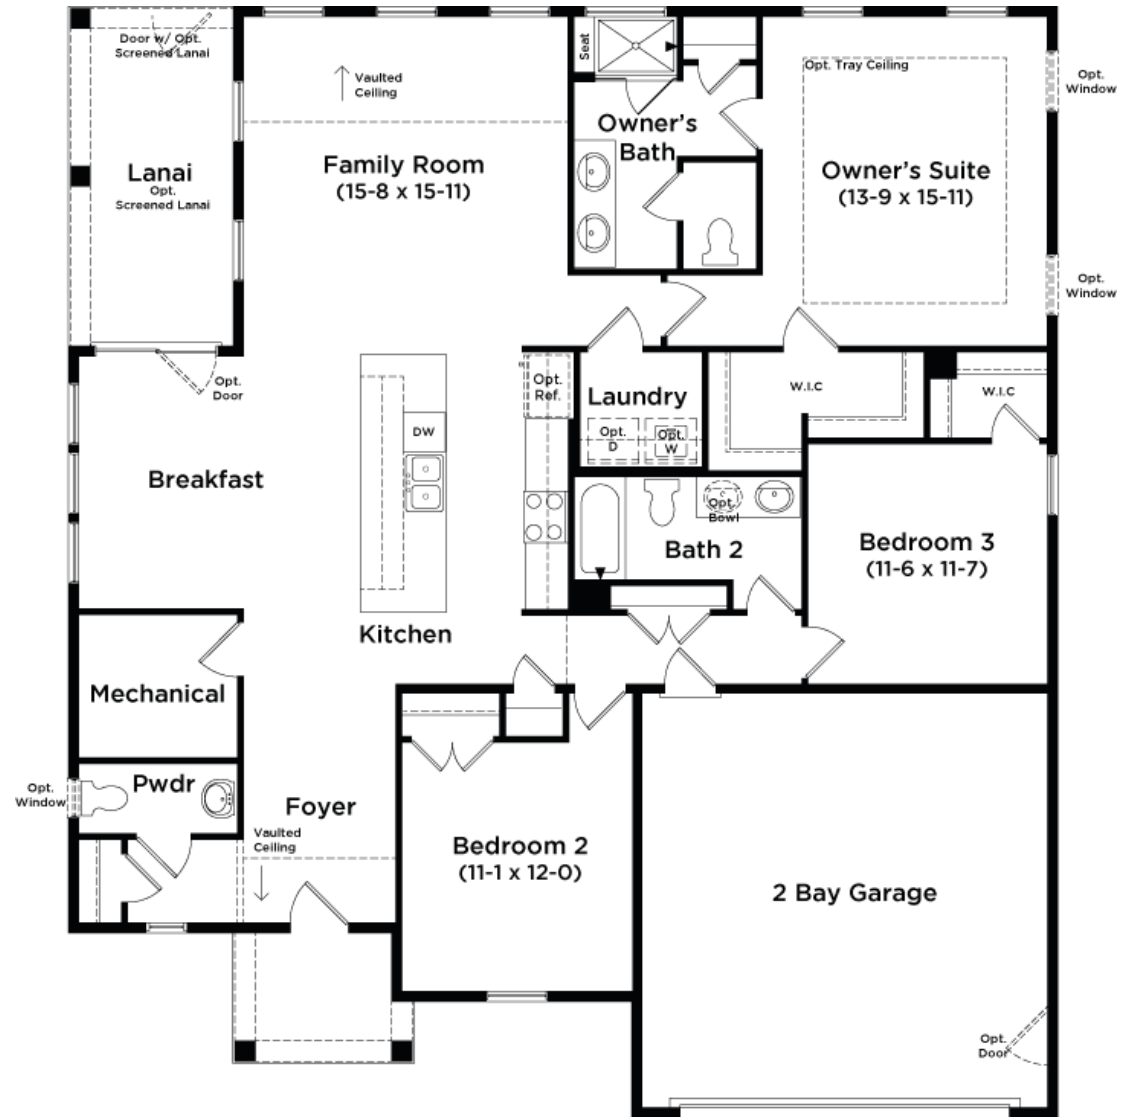 Door w/ Opt.
Screened Lanai
Vaulted
Ceiling
Seat
Opt. Tray Ceiling
Opt.
Window
Owner's
Bath
Lanai
Opt.
Screened Lanai
Family Room
(15-8 x 15-11)
Owner's Suite
(13-9 x 15-11)
Opt.
Window
Opt.
Door
Opt.
Ref.
Laundry
W.I.C
W.I.C
DW
Opt.
D
Opt.
W
Breakfast
Opt.
Bowl
Bath 2
Bedroom 3
(11-6 x 11-7)
Kitchen
Mechanical
Opt.
Window
Pwdr
Foyer
Vaulted
Ceiling
Bedroom 2
(11-1 x 12-0)
2 Bay Garage
Opt.
Door